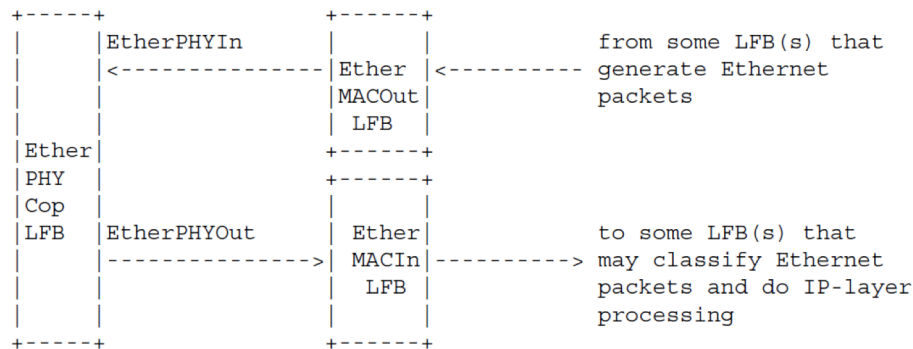 EtherPHYIn from some LFB(s) that
Ether generate Ethernet
MACOut packets
LFB
Ether
PHY
Cop
LFB EtherPHYOut Ether to some LFB(s) that
MACIn may classify Ethernet
LFB packets and do IP-layer
processing